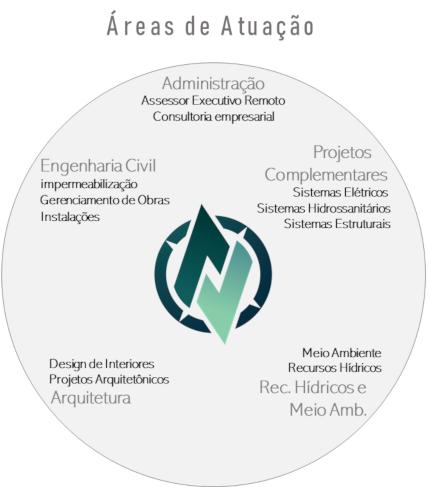 Áreas de Atuação
Administração
Assessor Executivo Remoto
Consultoria empresarial
Engenharia Civil
impermeabilização
Gerenciamento de Obras
Instalações
Projetos
Complementares
Sistemas Elétricos
Sistemas Hidrossanitários
Sistemas Estruturais
Design de Interiores
Projetos Arquitetônicos
Arquitetura
Meio Ambiente
Recursos Hídricos
Rec. Hídricos e
Meio Amb.